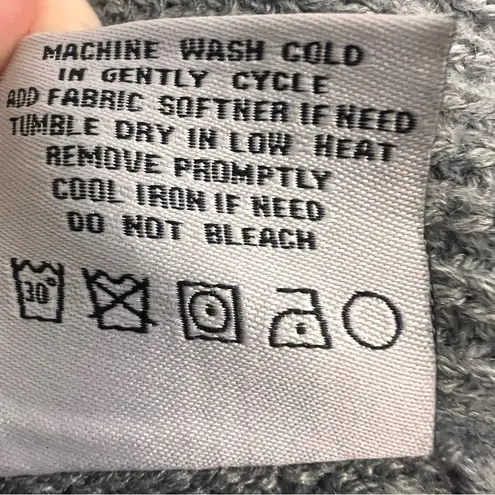 MACHINE WASH COLD
IN GENTLY CYCLE
ADD FABRIC SOFTNER IF NEED
TUMBLE DRY IN LOW HEAT
REMOVE PROMPTLY
COOL IRON IF NEED
DO NOT BLEACH
30°